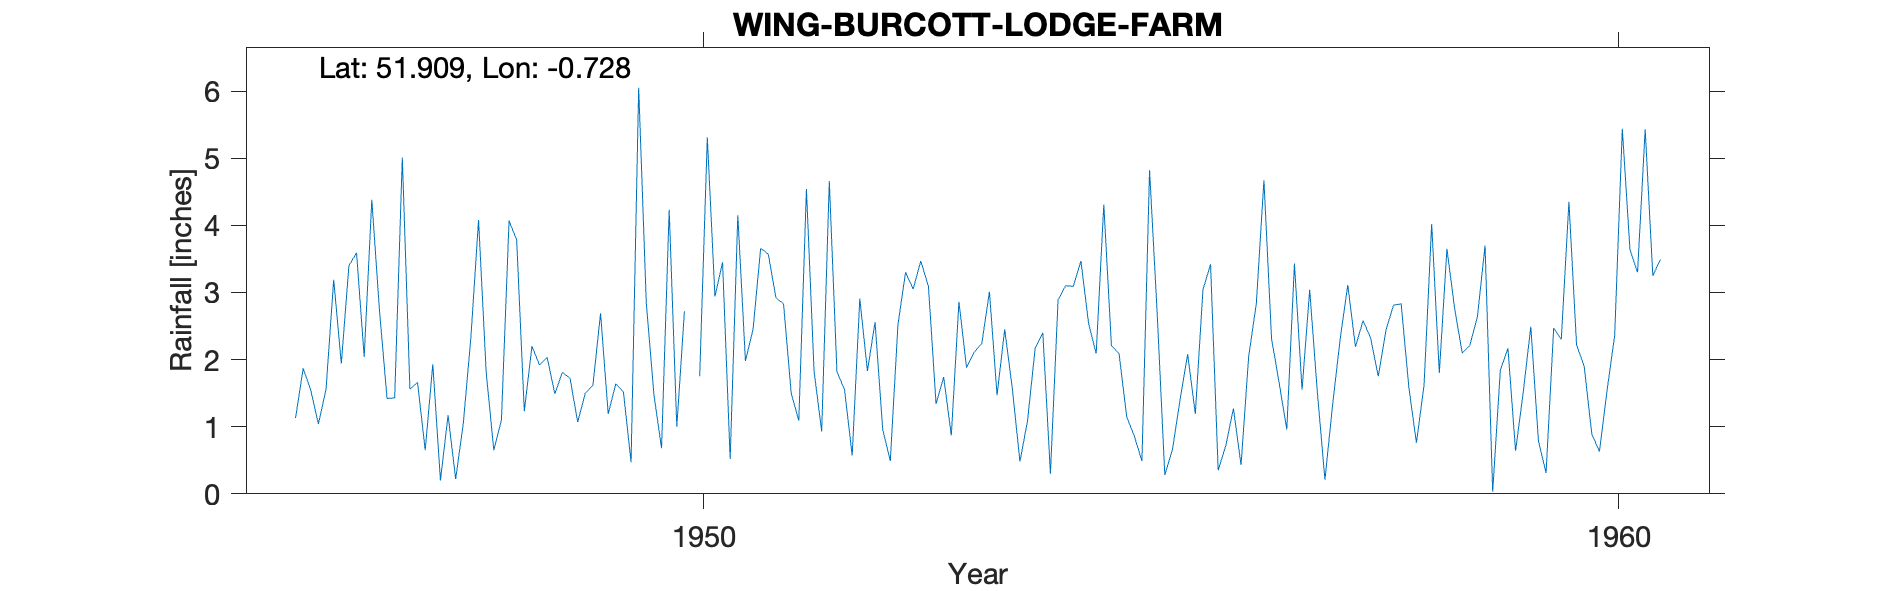 WING-BURCOTT-LODGE-FARM
Lat: 51.909, Lon: -0.728
6
5
4
3
2
1
0
Rainfall [inches]
1950
1960
Year